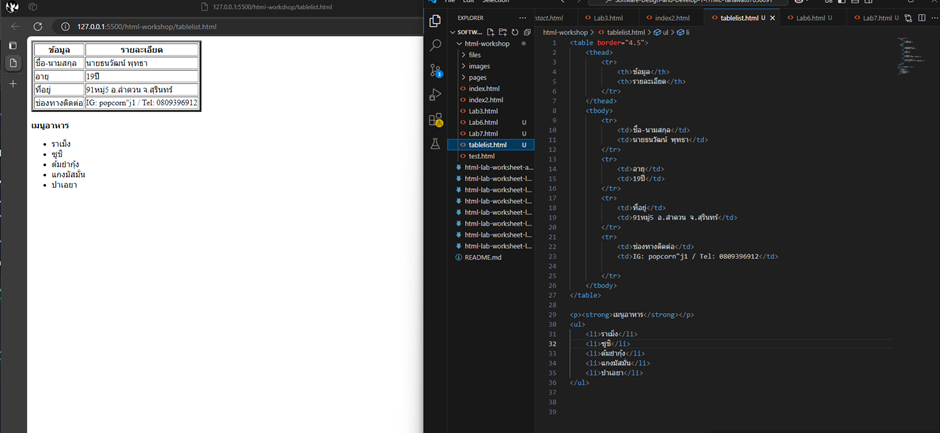 127.0.0.1:5500/html-workshop/tablelist.html
127.0.0.1:5500/html-workshop/tablelist.html
ข้อมูล รายละเอียด
ชื่อ-นามสกุล นายธนวัฒน์ พุทธา
อายุ 19ปี
ที่อยู่ 91หมู่5 อ.ลำดวน จ.สุรินทร์
ช่องทางติดต่อ IG: popcorn"j1 / Tel: 0809396912
เมนูอาหาร
ราเม็ง
ซูชิ
ต้มยำกุ้ง
แกงมัสมั่น
ปาเอยา
EXPLORER
SOFTW...
html-workshop
files
images
pages
index.html
index2.html
Lab3.html
Lab6.html U
Lab7.html U
tablelist.html U
test.html
html-lab-worksheet-a...
html-lab-worksheet-l...
html-lab-worksheet-l...
html-lab-worksheet-l...
html-lab-worksheet-l...
html-lab-worksheet-l...
html-lab-worksheet-l...
html-lab-worksheet-l...
README.md
Lab3.html index2.html tablelist.html U Lab6.html U Lab7.html U
html-workshop > tablelist.html > ul > li
1 <table border="4.5">
2 <thead>
3 <tr>
4 <th>ข้อมูล</th>
5 <th>รายละเอียด</th>
6 </tr>
7 </thead>
8 <tbody>
9 <tr>
10 <td>ชื่อ-นามสกุล</td>
11 <td>นายธนวัฒน์ พุทธา</td>
12 </tr>
13 <tr>
14 <td>อายุ</td>
15 <td>19ปี</td>
16 </tr>
17 <tr>
18 <td>ที่อยู่</td>
19 <td>91หมู่5 อ.ลำดวน จ.สุรินทร์</td>
20 </tr>
21 <tr>
22 <td>ช่องทางติดต่อ</td>
23 <td>IG: popcorn"j1 / Tel: 0809396912</td>
24
25 </tr>
26 </tbody>
27 </table>
28
29 <p><strong>เมนูอาหาร</strong></p>
30 <ul>
31 <li>ราเม็ง</li>
32 <li>ซูชิ</li>
33 <li>ต้มยำกุ้ง</li>
34 <li>แกงมัสมั่น</li>
35 <li>ปาเอยา</li>
36 </ul>
37
38
39